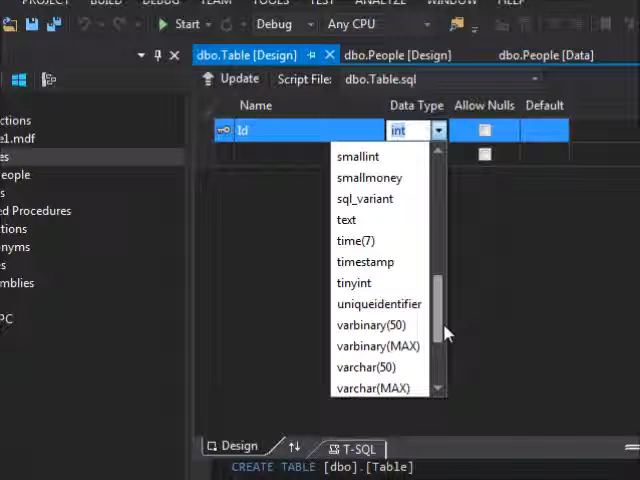 PROJECT BUILD DEBUG TEAM TOOLS TEST ANALYZE WINDOW HELP
Start Debug Any CPU
dbo.Table [Design] dbo.People [Design] dbo.People [Data]
Update Script File: dbo.Table.sql
Name Data Type Allow Nulls Default
Id int
ctions
e1.mdf
es
eople
s
d Procedures
tions
nyms
s
mblies
PC
smallint
smallmoney
sql_variant
text
time(7)
timestamp
tinyint
uniqueidentifier
varbinary(50)
varbinary(MAX)
varchar(50)
varchar(MAX)
Design T-SQL
CREATE TABLE [dbo].[Table]